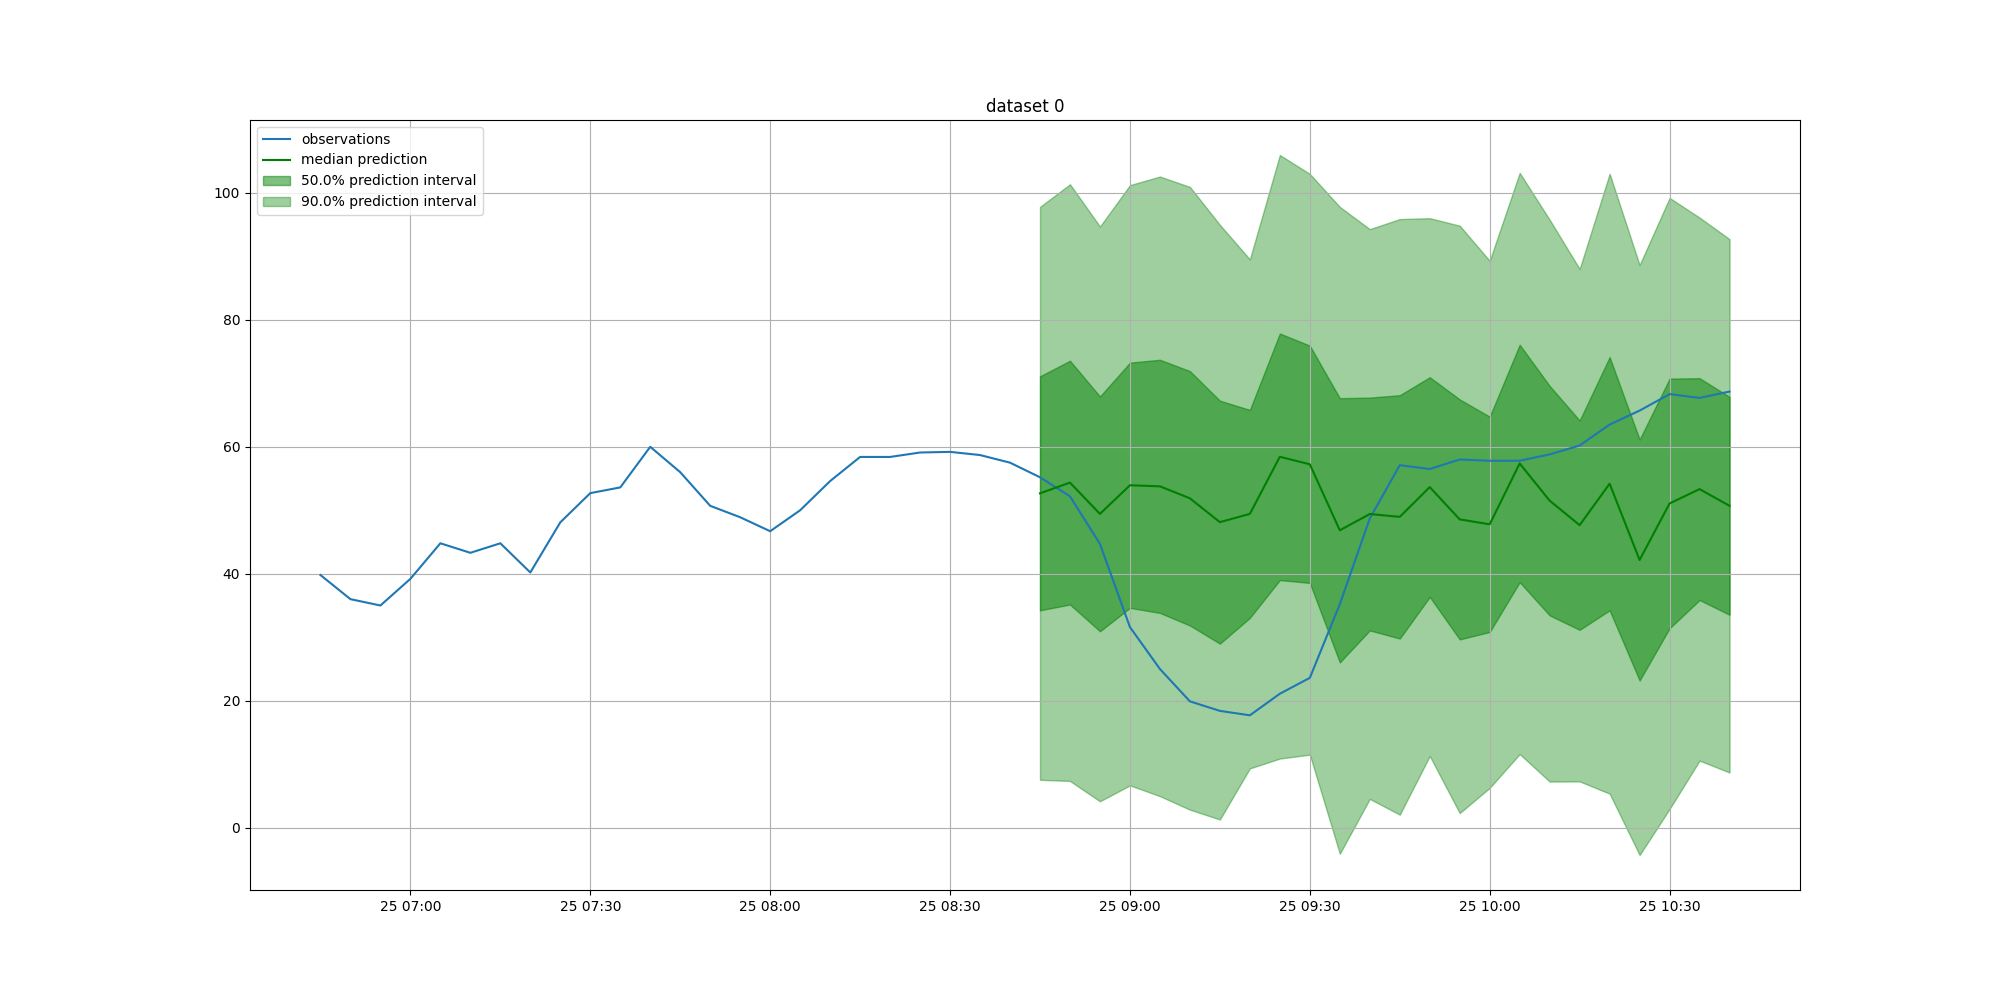 dataset 0
observations
median prediction
50.0% prediction interval
90.0% prediction interval
100
80
60
40
20
0
25 07:00 25 07:30 25 08:00 25 08:30 25 09:00 25 09:30 25 10:00 25 10:30